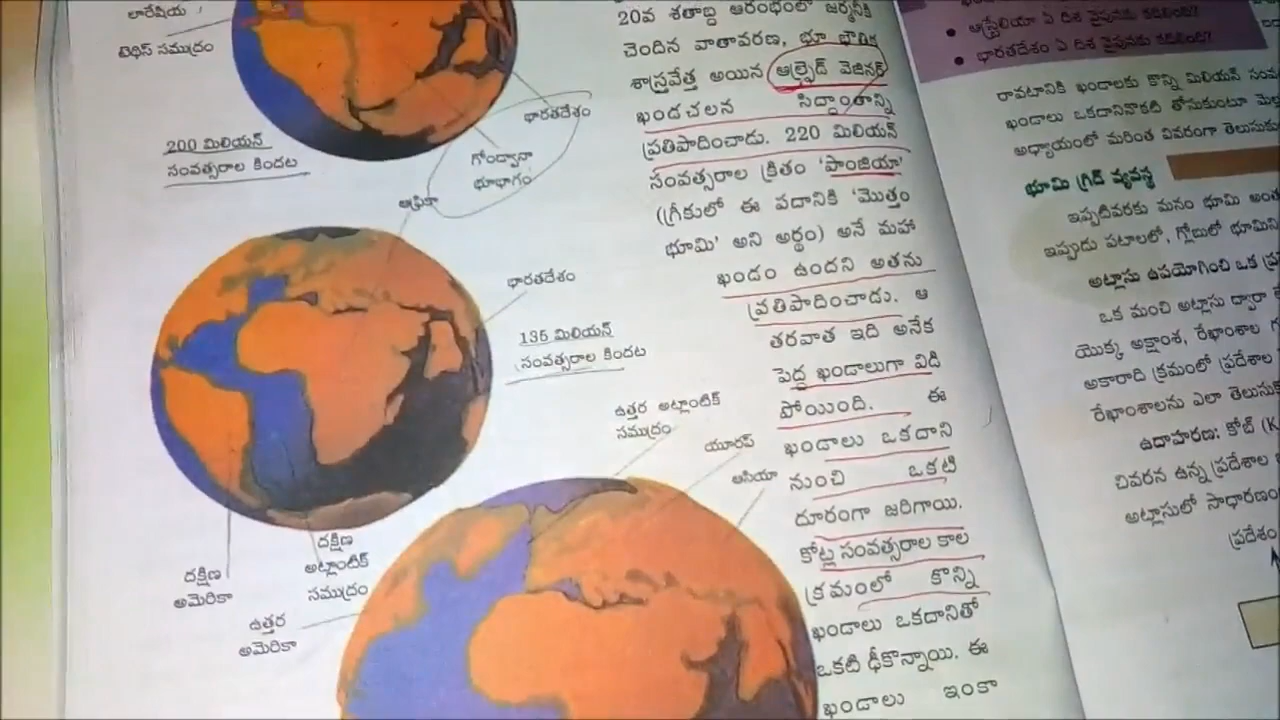 లారేషియ
టెథిస్ సముద్రం
భారతదేశం
200 మిలియన్
సంవత్సరాల కిందట
గోండ్వానా
భూభాగం
ఆఫ్రికా
భారతదేశం
135 మిలియన్
సంవత్సరాల కిందట
ఉత్తర అట్లాంటిక్
సముద్రం
యూరప్
ఆసియా
దక్షిణ
అమెరికా
దక్షిణ
అట్లాంటిక్
సముద్రం
ఉత్తర
అమెరికా
20వ శతాబ్ద ఆరంభంలో జర్మనీకి
చెందిన వాతావరణ, భూ భౌతిక
శాస్త్రవేత్త అయిన ఆల్ఫ్రెడ్ వెజినర్
ఖండచలన సిద్ధాంతాన్ని
ప్రతిపాదించాడు. 220 మిలియన్
సంవత్సరాల క్రితం 'పాంజియా'
(గ్రీకులో ఈ పదానికి 'మొత్తం
భూమి' అని అర్థం) అనే మహా
ఖండం ఉందని అతను
ప్రతిపాదించాడు. ఆ
తరవాత ఇది అనేక
పెద్ద ఖండాలుగా విడి
పోయింది. ఈ
ఖండాలు ఒకదాని
నుంచి ఒకటి
దూరంగా జరిగాయి.
కోట్ల సంవత్సరాల కాల
క్రమంలో కొన్ని
ఖండాలు ఒకదానితో
ఒకటి ఢీకొన్నాయి. ఈ
ఖండాలు ఇంకా
• ఆస్ట్రేలియా ఏ దిశ వైపునకు కదిలింది?
• భారతదేశం ఏ దిశ వైపునకు కదిలింది?
రావటానికి ఖండాలకు కొన్ని మిలియన్
ఖండాలు ఒకదానినొకటి తోసుకుంటూ
అధ్యాయంలో మరింత వివరంగా
భూమి గ్రిడ్ వ్యవస్థ
ఇప్పటివరకు మనం భూమి
ఇప్పుడు పటాలలో, గ్లోబులో
అట్లాసు ఉపయోగించి ఒక
ఒక మంచి అట్లాసు ద్వారా
యొక్క అక్షాంశ, రేఖాంశాల
అకారాది క్రమంలో ప్రదేశాల
రేఖాంశాలను ఎలా
ఉదాహరణ: కోచ్
చివరన ఉన్న ప్రదేశాల
అట్లాసులో